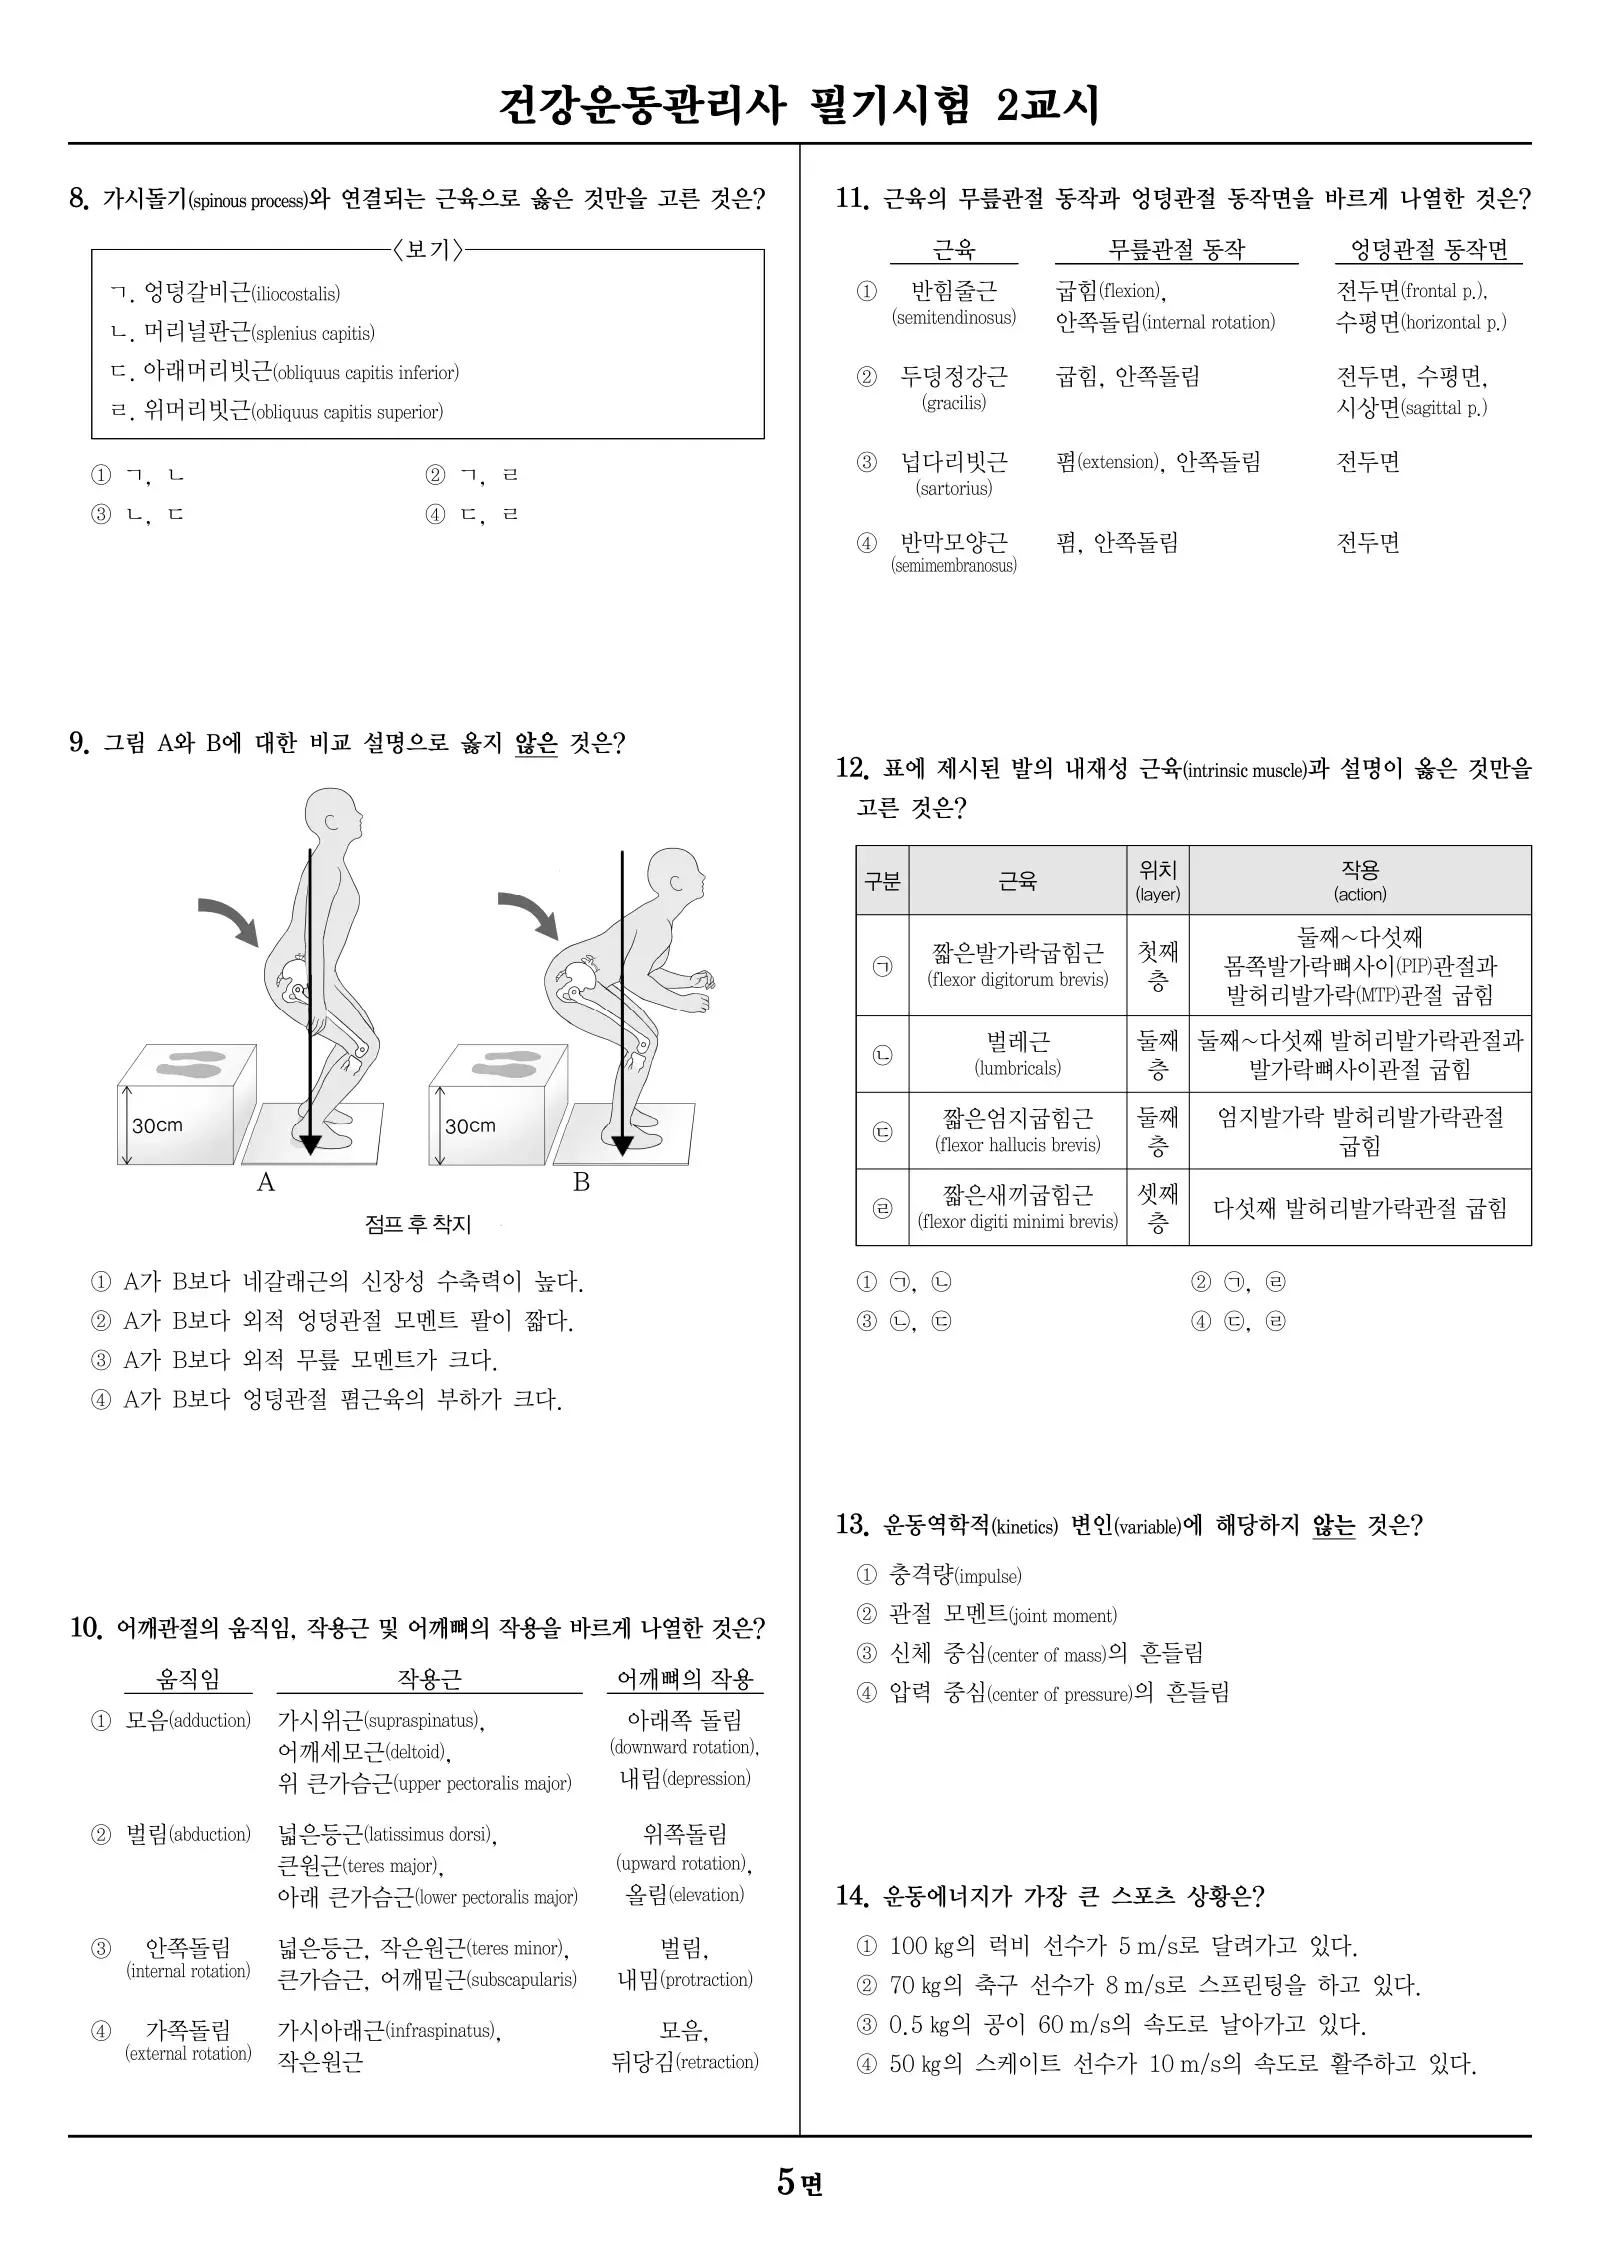 건강운동관리사 필기시험 2교시
8. 가시돌기(spinous process)와 연결되는 근육으로 옳은 것만을 고른 것은?
<보기>
ㄱ. 엉덩갈비근(iliocostalis)
ㄴ. 머리널판근(splenius capitis)
ㄷ. 아래머리빗근(obliquus capitis inferior)
ㄹ. 위머리빗근(obliquus capitis superior)
① ㄱ, ㄴ ② ㄱ, ㄹ
③ ㄴ, ㄷ ④ ㄷ, ㄹ
9. 그림 A와 B에 대한 비교 설명으로 옳지 않은 것은?
30cm 30cm
A B
점프 후 착지
① A가 B보다 네갈래근의 신장성 수축력이 높다.
② A가 B보다 외적 엉덩관절 모멘트 팔이 짧다.
③ A가 B보다 외적 무릎 모멘트가 크다.
④ A가 B보다 엉덩관절 폄근육의 부하가 크다.
10. 어깨관절의 움직임, 작용근 및 어깨뼈의 작용을 바르게 나열한 것은?
움직임 작용근 어깨뼈의 작용
① 모음(adduction) 가시위근(supraspinatus), 아래쪽 돌림
어깨세모근(deltoid), (downward rotation),
위 큰가슴근(upper pectoralis major) 내림(depression)
② 벌림(abduction) 넓은등근(latissimus dorsi), 위쪽돌림
큰원근(teres major), (upward rotation),
아래 큰가슴근(lower pectoralis major) 올림(elevation)
③ 안쪽돌림 넓은등근, 작은원근(teres minor), 벌림,
(internal rotation) 큰가슴근, 어깨밑근(subscapularis) 내밈(protraction)
④ 가쪽돌림 가시아래근(infraspinatus), 모음,
(external rotation) 작은원근 뒤당김(retraction)
11. 근육의 무릎관절 동작과 엉덩관절 동작면을 바르게 나열한 것은?
근육 무릎관절 동작 엉덩관절 동작면
① 반힘줄근 굽힘(flexion), 전두면(frontal p.),
(semitendinosus) 안쪽돌림(internal rotation) 수평면(horizontal p.)
② 두덩정강근 굽힘, 안쪽돌림 전두면, 수평면,
(gracilis) 시상면(sagittal p.)
③ 넙다리빗근 폄(extension), 안쪽돌림 전두면
(sartorius)
④ 반막모양근 폄, 안쪽돌림 전두면
(semimembranosus)
12. 표에 제시된 발의 내재성 근육(intrinsic muscle)과 설명이 옳은 것만을
고른 것은?
구분 근육 위치 작용
(layer) (action)
㉠ 짧은발가락굽힘근 첫째 둘째~다섯째
(flexor digitorum brevis) 층 몸쪽발가락뼈사이(PIP)관절과
발허리발가락(MTP)관절 굽힘
㉡ 벌레근 둘째 둘째~다섯째 발허리발가락관절과
(lumbricals) 층 발가락뼈사이관절 굽힘
㉢ 짧은엄지굽힘근 둘째 엄지발가락 발허리발가락관절
(flexor hallucis brevis) 층 굽힘
㉣ 짧은새끼굽힘근 셋째 다섯째 발허리발가락관절 굽힘
(flexor digiti minimi brevis) 층
① ㉠, ㉡ ② ㉠, ㉣
③ ㉡, ㉢ ④ ㉢, ㉣
13. 운동역학적(kinetics) 변인(variable)에 해당하지 않는 것은?
① 충격량(impulse)
② 관절 모멘트(joint moment)
③ 신체 중심(center of mass)의 흔들림
④ 압력 중심(center of pressure)의 흔들림
14. 운동에너지가 가장 큰 스포츠 상황은?
① 100 ㎏의 럭비 선수가 5 m/s로 달려가고 있다.
② 70 ㎏의 축구 선수가 8 m/s로 스프린팅을 하고 있다.
③ 0.5 ㎏의 공이 60 m/s의 속도로 날아가고 있다.
④ 50 ㎏의 스케이트 선수가 10 m/s의 속도로 활주하고 있다.
5 면